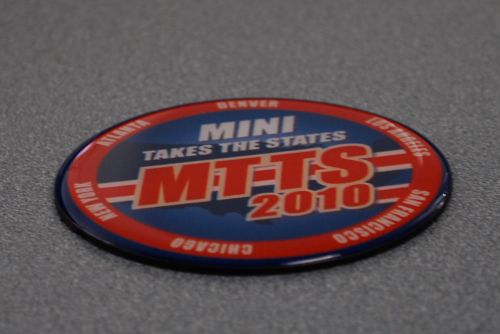 DENVER
MINI
TAKES THE STATES
MTTS
2010
ATLANTA
LOS ANGELES
NEW YORK
SAN FRANCISCO
CHICAGO